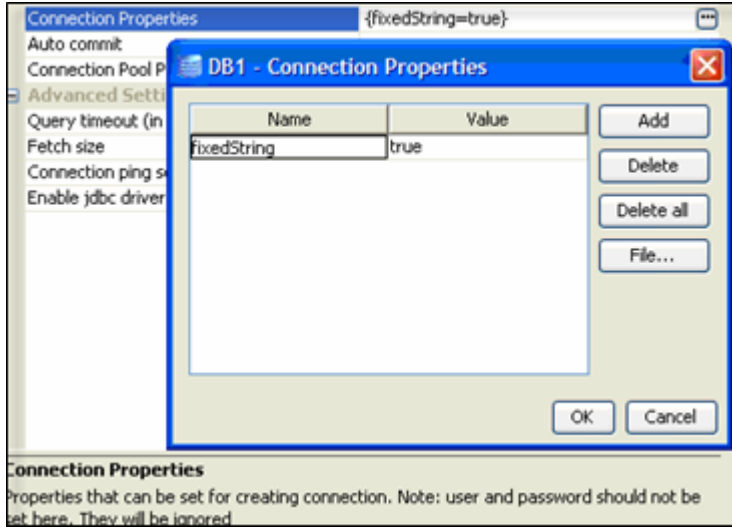 Connection Properties {fixedString=true}
Auto commit
Connection Pool P
Advanced Setti
Query timeout (in
Fetch size
Connection ping se
Enable jdbc driver
DB1 - Connection Properties
Name Value
fixedString true
Add
Delete
Delete all
File...
OK Cancel
Connection Properties
Properties that can be set for creating connection. Note: user and password should not be
set here. They will be ignored